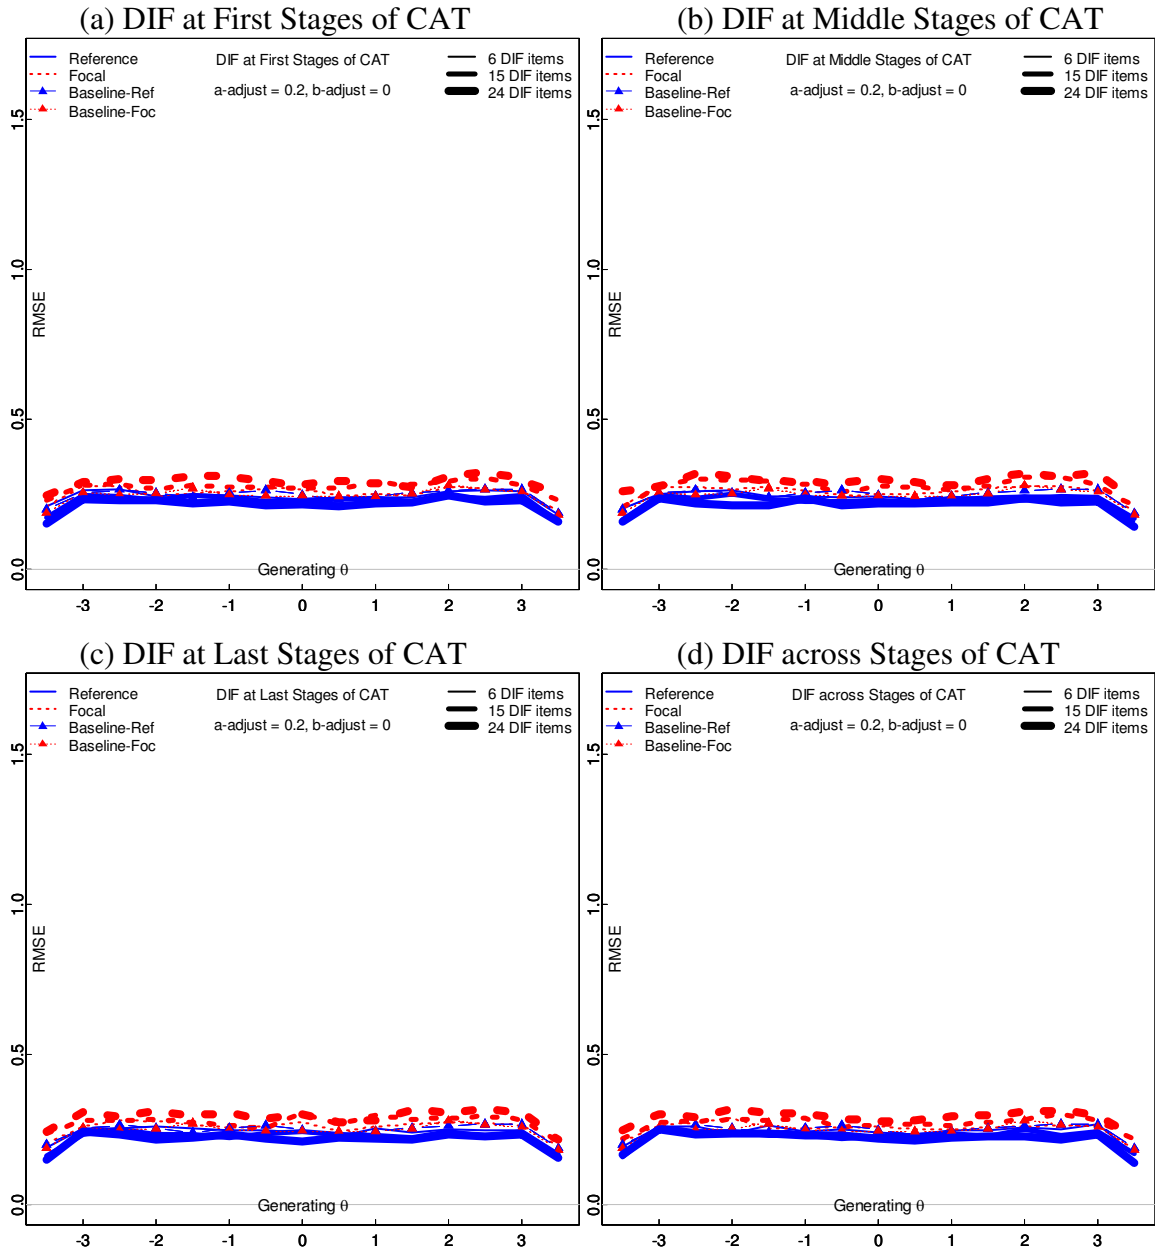 (a) DIF at First Stages of CAT
Reference
Focal
Baseline-Ref
Baseline-Foc
DIF at First Stages of CAT
a-adjust = 0.2, b-adjust = 0
6 DIF items
15 DIF items
24 DIF items
1.5
1.0
0.5
0.0
RMSE
Generating θ
-3 -2 -1 0 1 2 3
(b) DIF at Middle Stages of CAT
Reference
Focal
Baseline-Ref
Baseline-Foc
DIF at Middle Stages of CAT
a-adjust = 0.2, b-adjust = 0
6 DIF items
15 DIF items
24 DIF items
1.5
1.0
0.5
0.0
RMSE
Generating θ
-3 -2 -1 0 1 2 3
(c) DIF at Last Stages of CAT
Reference
Focal
Baseline-Ref
Baseline-Foc
DIF at Last Stages of CAT
a-adjust = 0.2, b-adjust = 0
6 DIF items
15 DIF items
24 DIF items
1.5
1.0
0.5
0.0
RMSE
Generating θ
-3 -2 -1 0 1 2 3
(d) DIF across Stages of CAT
Reference
Focal
Baseline-Ref
Baseline-Foc
DIF across Stages of CAT
a-adjust = 0.2, b-adjust = 0
6 DIF items
15 DIF items
24 DIF items
1.5
1.0
0.5
0.0
RMSE
Generating θ
-3 -2 -1 0 1 2 3